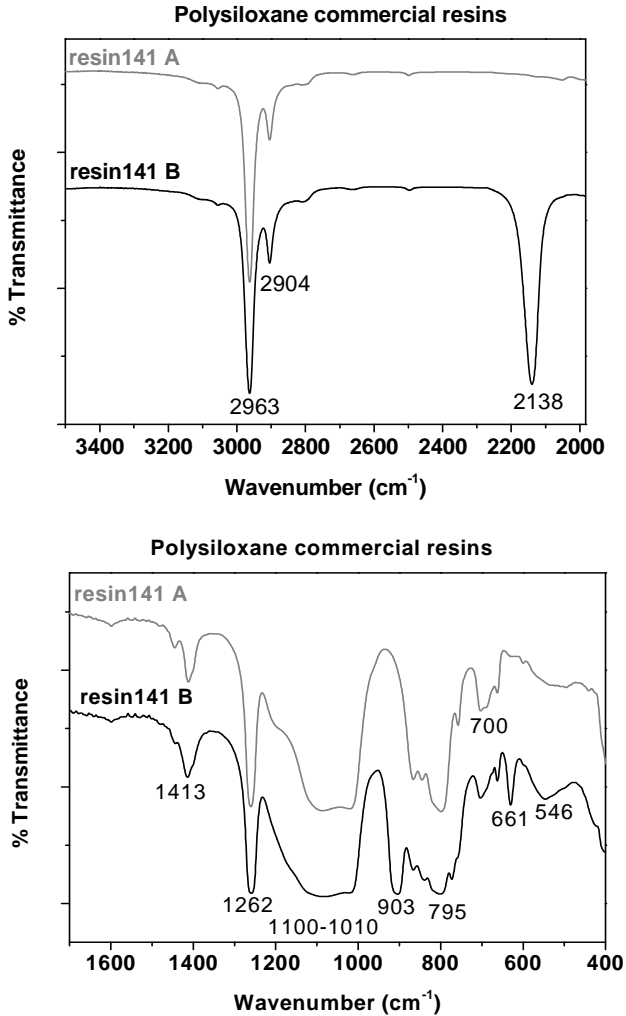 Polysiloxane commercial resins
resin141 A
resin141 B
2904
2963
2138
% Transmittance
3400 3200 3000 2800 2600 2400 2200 2000
Wavenumber (cm⁻¹)
Polysiloxane commercial resins
resin141 A
resin141 B
700
1413
661
546
1262
903
795
1100-1010
% Transmittance
1600 1400 1200 1000 800 600 400
Wavenumber (cm⁻¹)